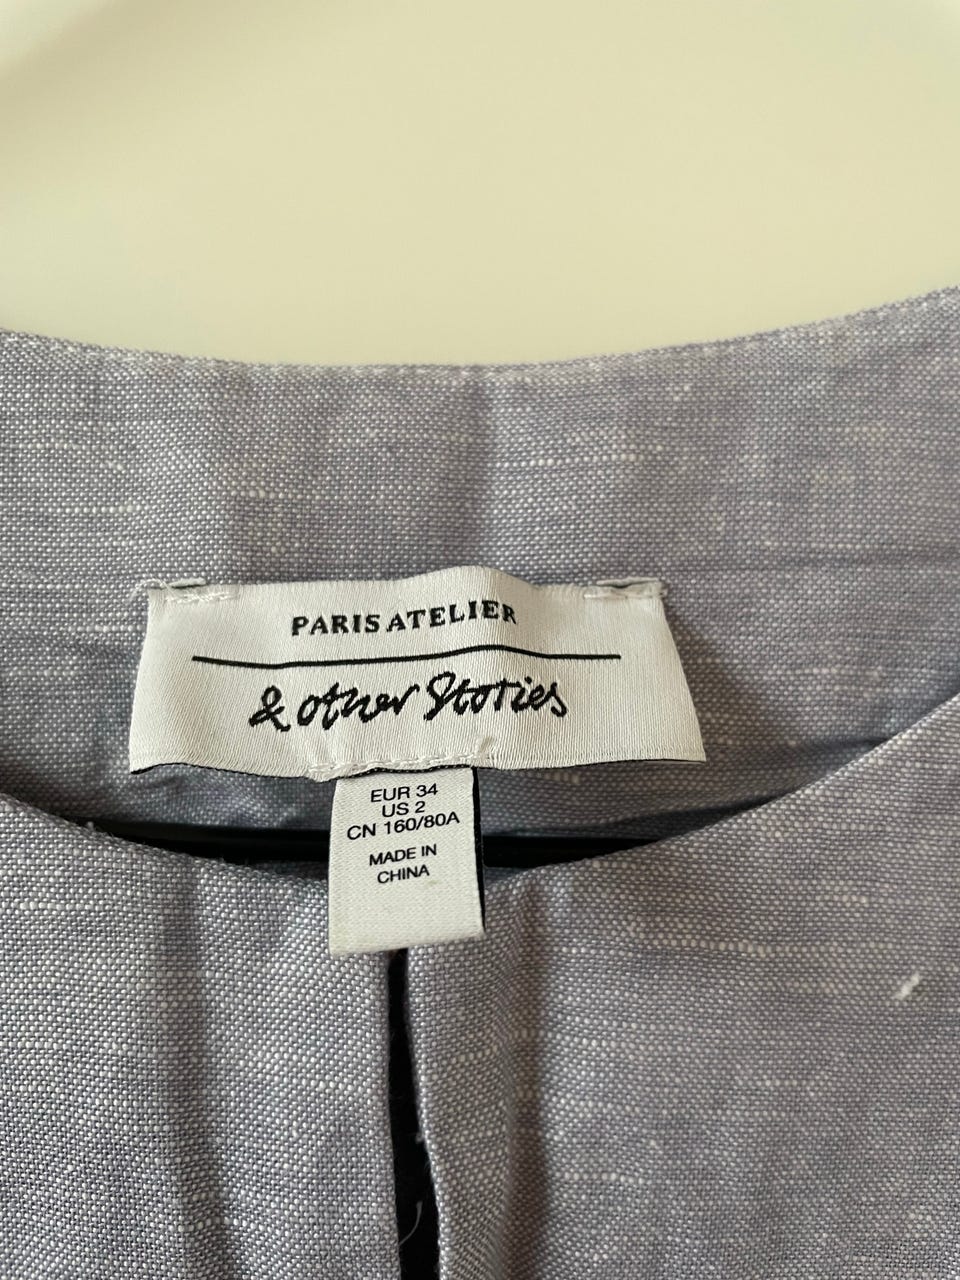 PARIS ATELIER
& other Stories
EUR 34
US 2
CN 160/80A
MADE IN
CHINA